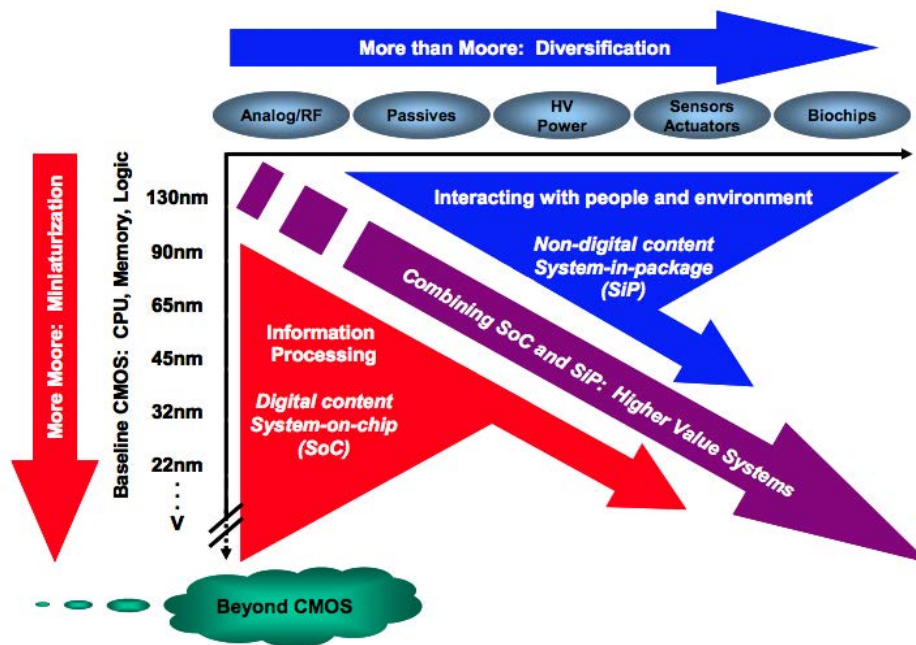 More than Moore: Diversification
Analog/RF
Passives
HV
Power
Sensors
Actuators
Biochips
More Moore: Miniaturization
Baseline CMOS: CPU, Memory, Logic
130nm
90nm
65nm
45nm
32nm
22nm
V
Interacting with people and environment
Non-digital content
System-in-package
(SiP)
Combining SoC and SiP: Higher Value Systems
Information
Processing
Digital content
System-on-chip
(SoC)
Beyond CMOS